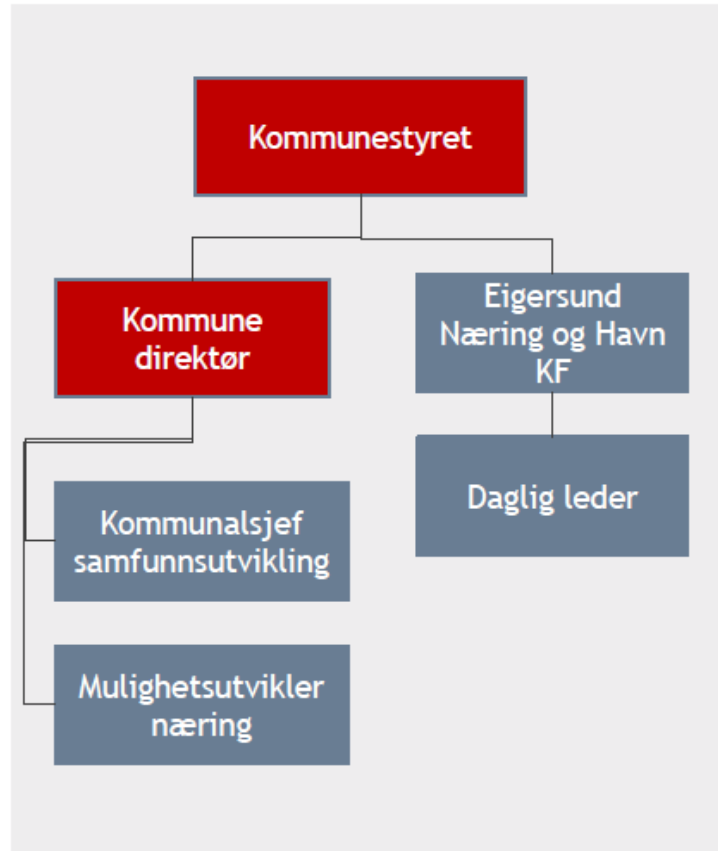 Kommunestyret
Kommune
direktør
Eigersund
Næring og Havn
KF
Kommunalsjef
samfunnsutvikling
Daglig leder
Mulighetsutvikler
næring